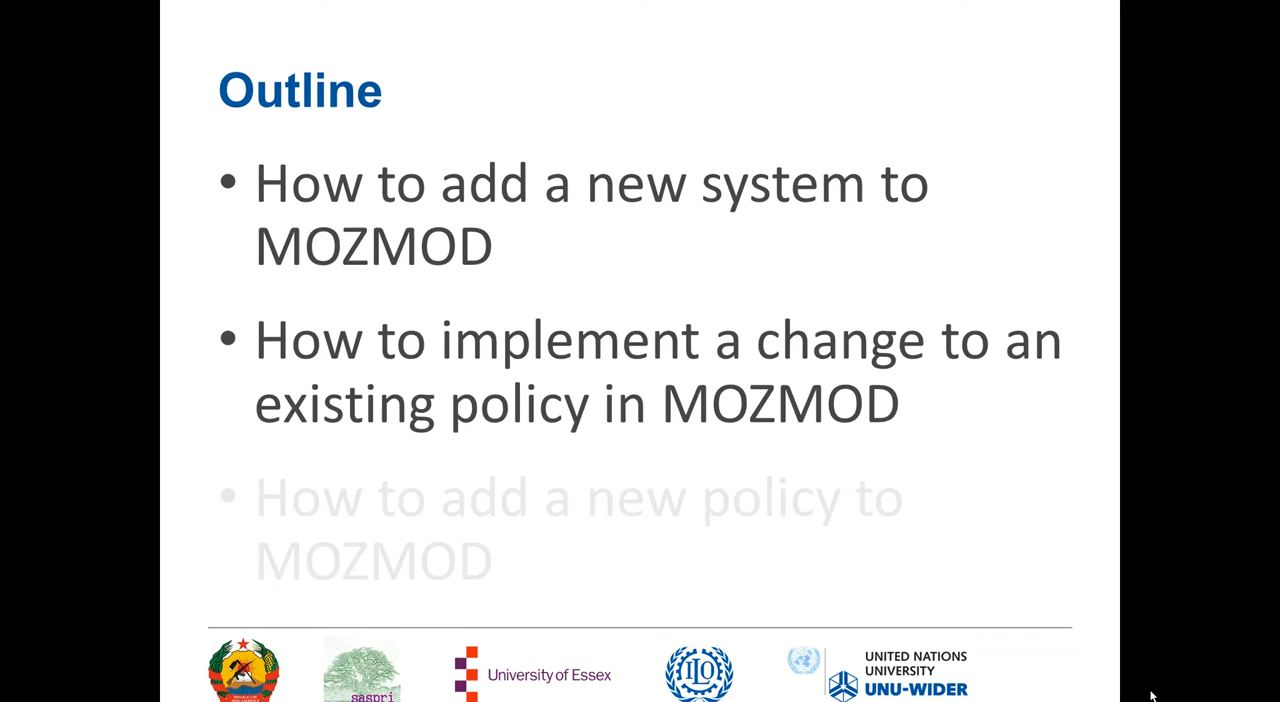 Outline
• How to add a new system to
MOZMOD
• How to implement a change to an
existing policy in MOZMOD
• How to add a new policy to
MOZMOD
saspri
University of Essex
ILO
UNITED NATIONS
UNIVERSITY
UNU-WIDER